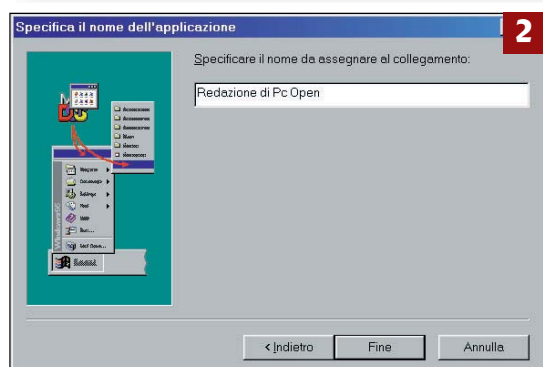 Specifica il nome dell'applicazione
2
Specificare il nome da assegnare al collegamento:
Redazione di Pc Open
< Indietro
Fine
Annulla